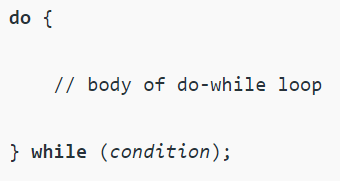 do {
// body of do-while loop
} while (condition);